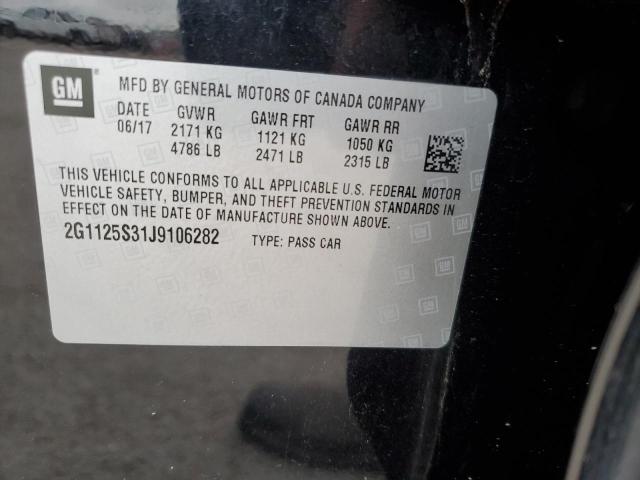 GM
MFD BY GENERAL MOTORS OF CANADA COMPANY
DATE GVWR GAWR FRT GAWR RR
06/17 2171 KG 1121 KG 1050 KG
4786 LB 2471 LB 2315 LB
THIS VEHICLE CONFORMS TO ALL APPLICABLE U.S. FEDERAL MOTOR
VEHICLE SAFETY, BUMPER, AND THEFT PREVENTION STANDARDS IN
EFFECT ON THE DATE OF MANUFACTURE SHOWN ABOVE.
2G1125S31J9106282 TYPE: PASS CAR